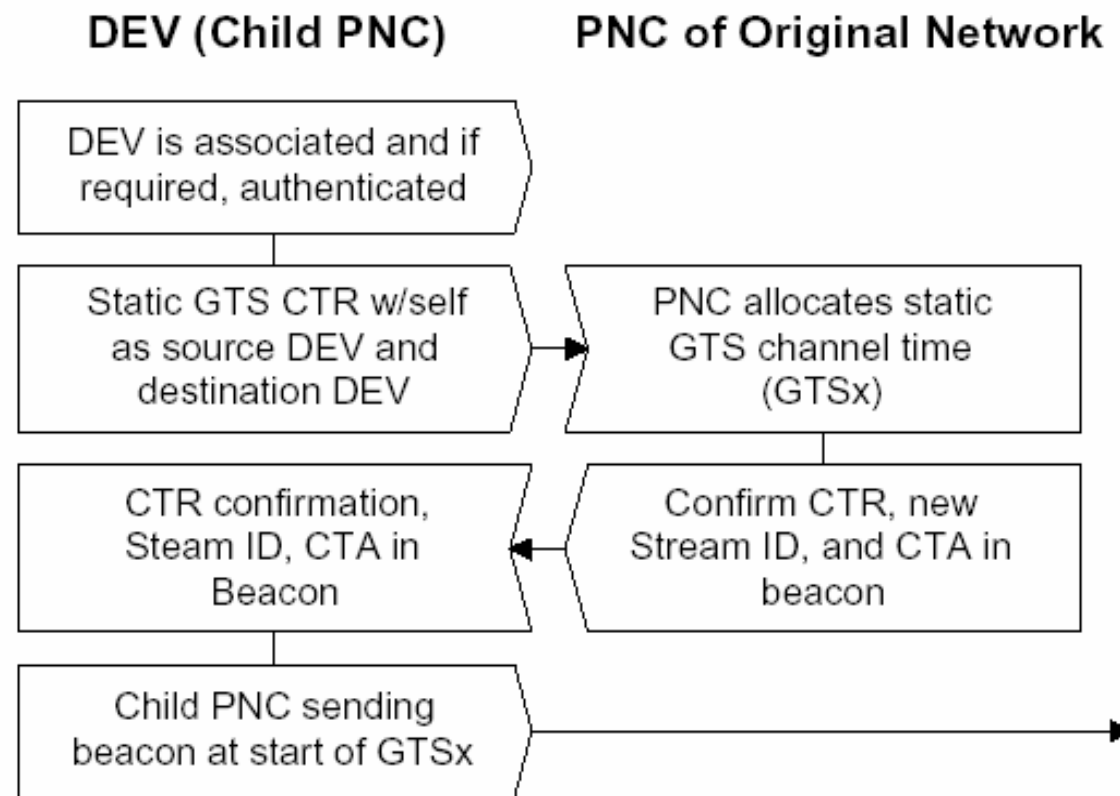 DEV (Child PNC)
PNC of Original Network
DEV is associated and if
required, authenticated
Static GTS CTR w/self
as source DEV and
destination DEV
PNC allocates static
GTS channel time
(GTSx)
CTR confirmation,
Steam ID, CTA in
Beacon
Confirm CTR, new
Stream ID, and CTA in
beacon
Child PNC sending
beacon at start of GTSx